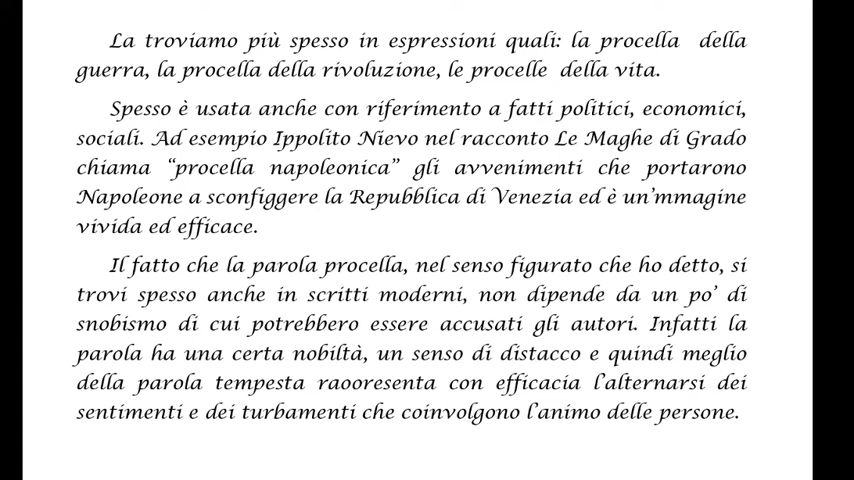 La troviamo più spesso in espressioni quali: la procella della
guerra, la procella della rivoluzione, le procelle della vita.
Spesso è usata anche con riferimento a fatti politici, economici,
sociali. Ad esempio Ippolito Nievo nel racconto Le Maghe di Grado
chiama “procella napoleonica” gli avvenimenti che portarono
Napoleone a sconfiggere la Repubblica di Venezia ed è un’mmagine
vivida ed efficace.
Il fatto che la parola procella, nel senso figurato che ho detto, si
trovi spesso anche in scritti moderni, non dipende da un po’ di
snobismo di cui potrebbero essere accusati gli autori. Infatti la
parola ha una certa nobiltà, un senso di distacco e quindi meglio
della parola tempesta raooresenta con efficacia l’alternarsi dei
sentimenti e dei turbamenti che coinvolgono l’animo delle persone.